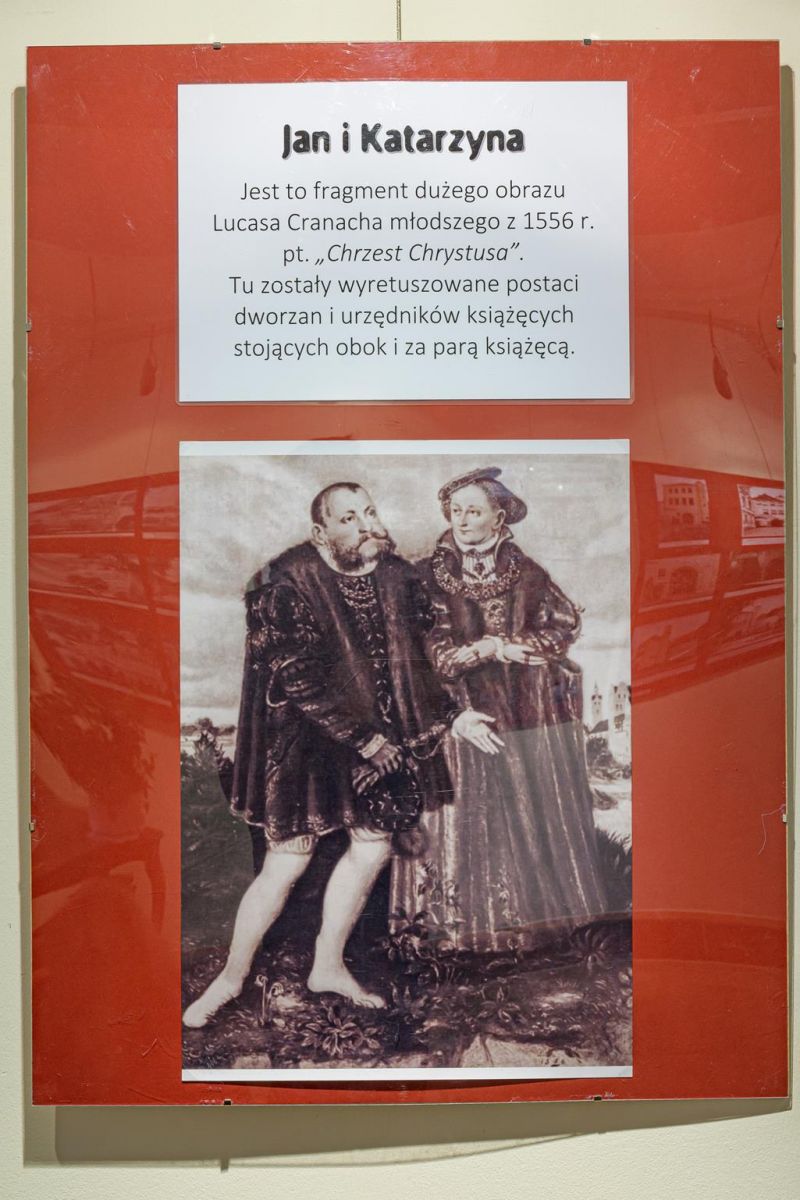 Jan i Katarzyna
Jest to fragment dużego obrazu
Lucasa Cranacha młodszego z 1556 r.
pt. „Chrzest Chrystusa”.
Tu zostały wyretuszowane postaci
dworzan i urzędników książęcych
stojących obok i za parą książęcą.